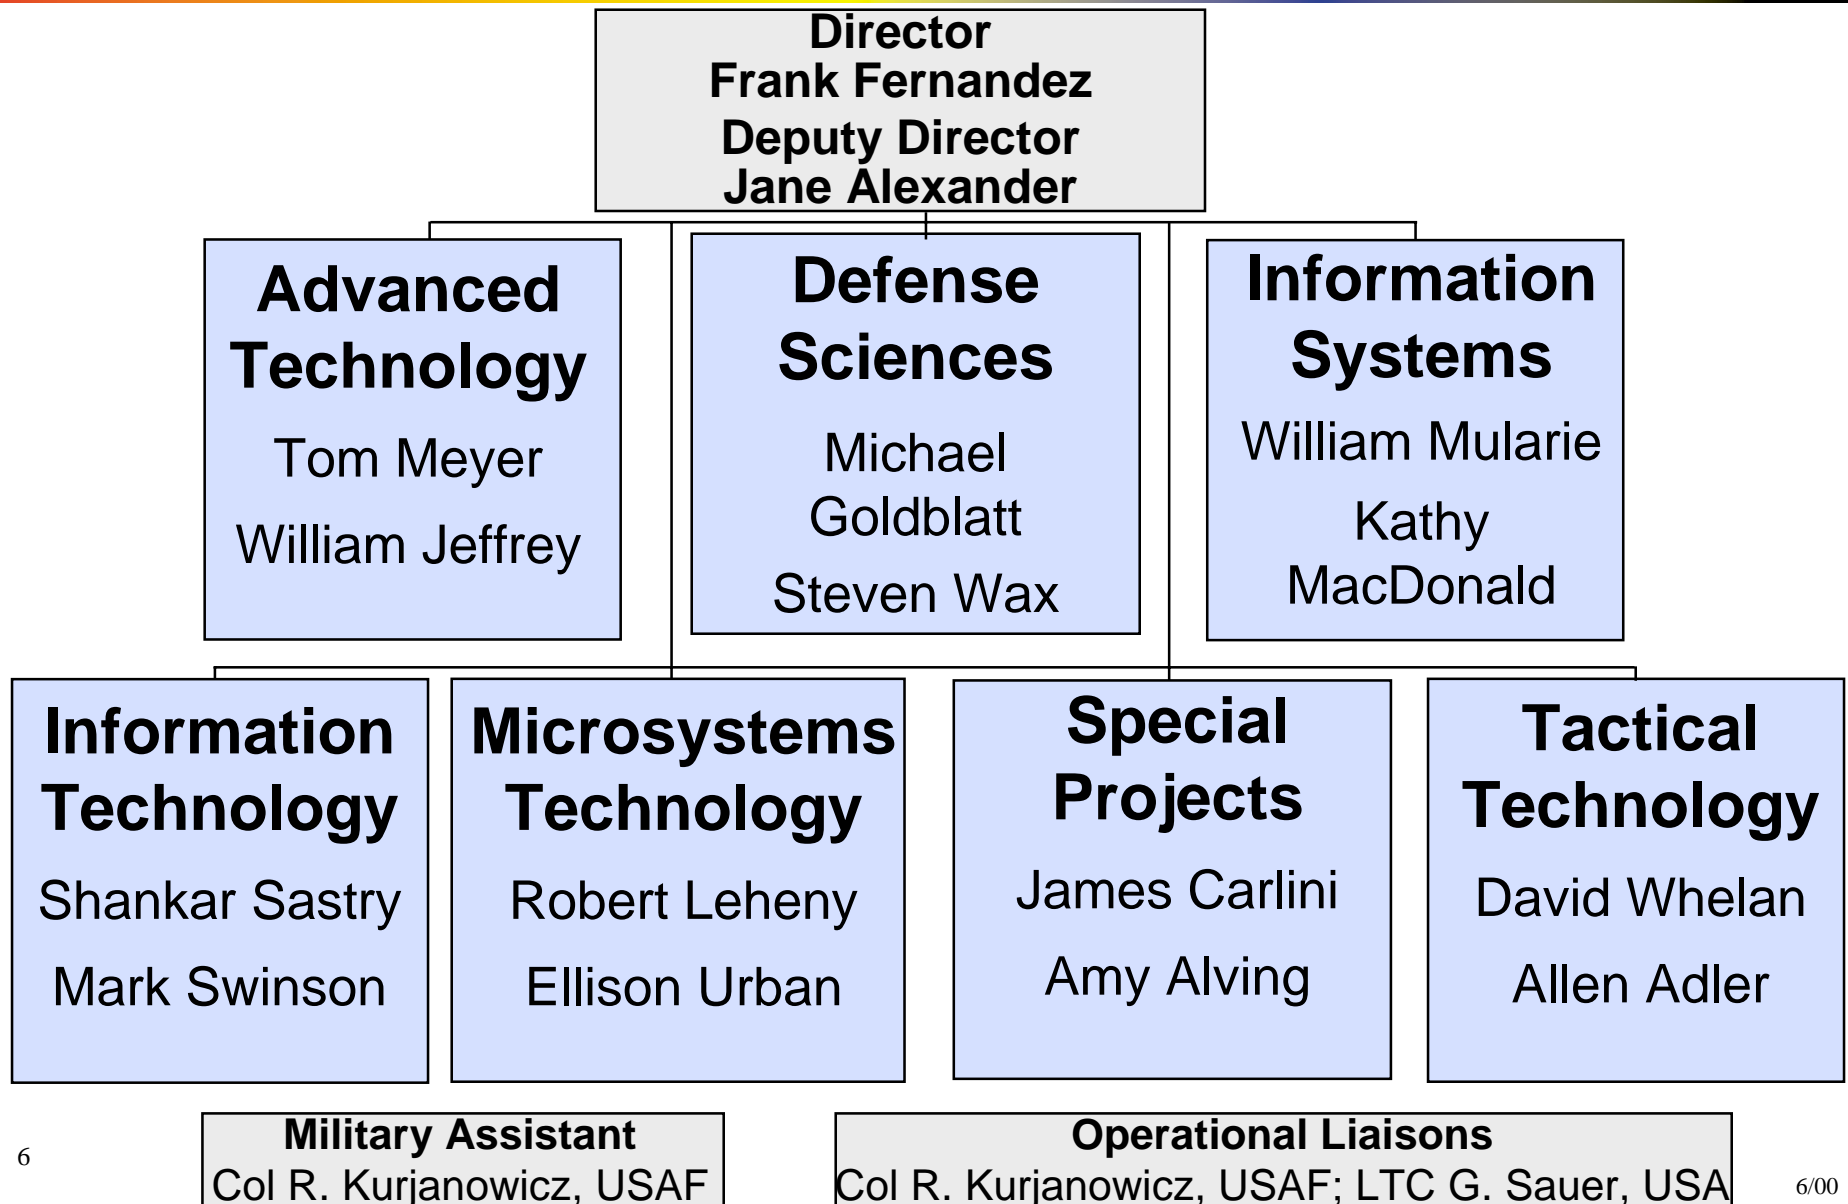 Director
Frank Fernandez
Deputy Director
Jane Alexander
Advanced
Technology
Tom Meyer
William Jeffrey
Defense
Sciences
Michael
Goldblatt
Steven Wax
Information
Systems
William Mularie
Kathy
MacDonald
Information
Technology
Shankar Sastry
Mark Swinson
Microsystems
Technology
Robert Leheny
Ellison Urban
Special
Projects
James Carlini
Amy Alving
Tactical
Technology
David Whelan
Allen Adler
Military Assistant
Col R. Kurjanowicz, USAF
Operational Liaisons
Col R. Kurjanowicz, USAF; LTC G. Sauer, USA
6
6/00